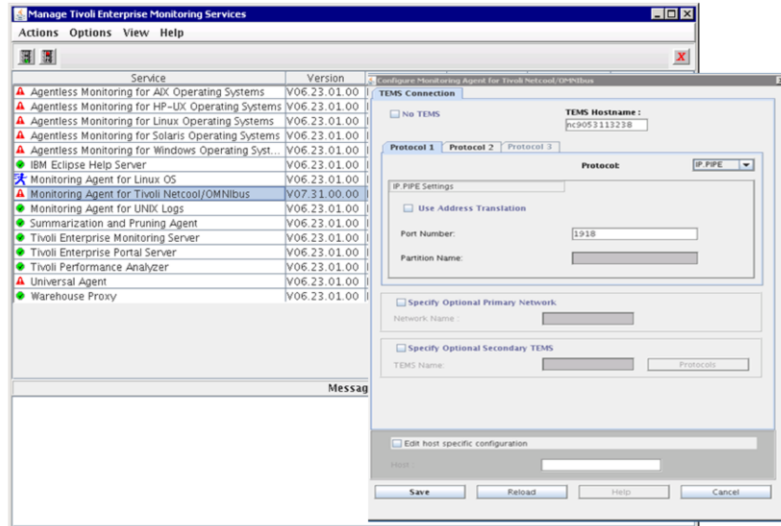 Manage Tivoli Enterprise Monitoring Services
Actions Options View Help
Service Version
Agentless Monitoring for AIX Operating Systems V06.23.01.00
Agentless Monitoring for HP-UX Operating Systems V06.23.01.00
Agentless Monitoring for Linux Operating Systems V06.23.01.00
Agentless Monitoring for Solaris Operating Systems V06.23.01.00
Agentless Monitoring for Windows Operating Syst... V06.23.01.00
IBM Eclipse Help Server V06.23.01.00
Monitoring Agent for Linux OS V06.23.01.00
Monitoring Agent for Tivoli Netcool/OMNIbus V07.31.00.00
Monitoring Agent for UNIX Logs V06.23.01.00
Summarization and Pruning Agent V06.23.01.00
Tivoli Enterprise Monitoring Server V06.23.01.00
Tivoli Enterprise Portal Server V06.23.01.00
Tivoli Performance Analyzer V06.23.01.00
Universal Agent V06.23.01.00
Warehouse Proxy V06.23.01.00
Messag
Configure Monitoring Agent for Tivoli Netcool/OMNIbus
TEMS Connection
No TEMS
TEMS Hostname :
nc9053113238
Protocol 1 Protocol 2 Protocol 3
Protocol: IP.PIPE
IP.PIPE Settings
Use Address Translation
Port Number: 1918
Partition Name:
Specify Optional Primary Network
Network Name :
Specify Optional Secondary TEMS
TEMS Name: Protocols
Edit host specific configuration
Host :
Save Reload Help Cancel